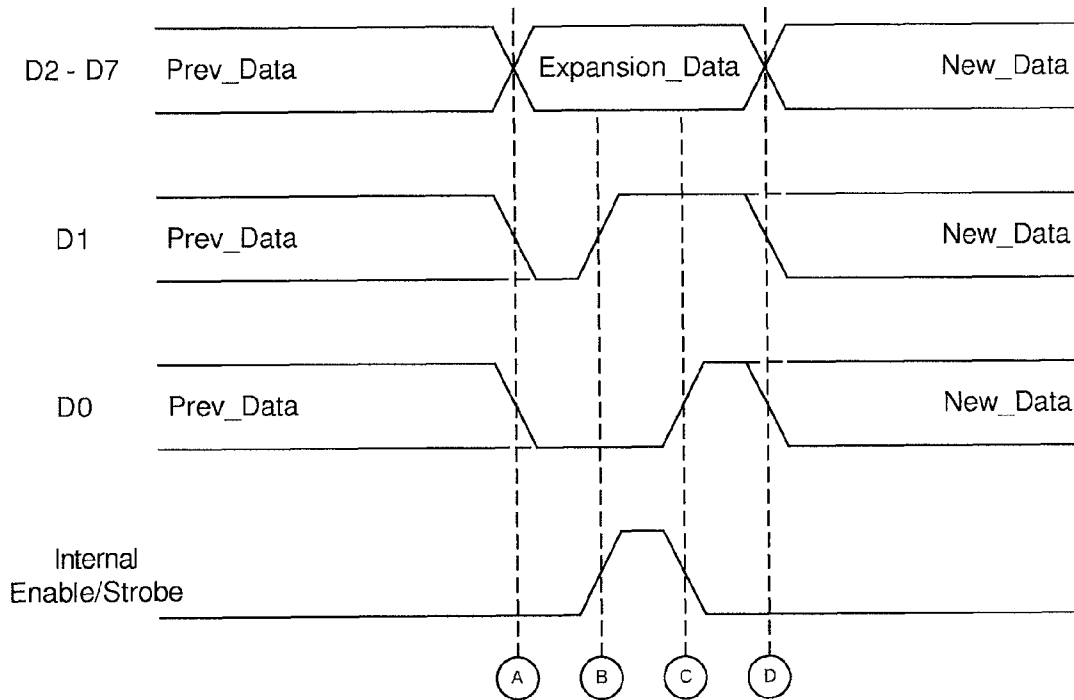 D2 - D7 Prev_Data Expansion_Data New_Data
D1 Prev_Data New_Data
D0 Prev_Data New_Data
Internal
Enable/Strobe
A B C D